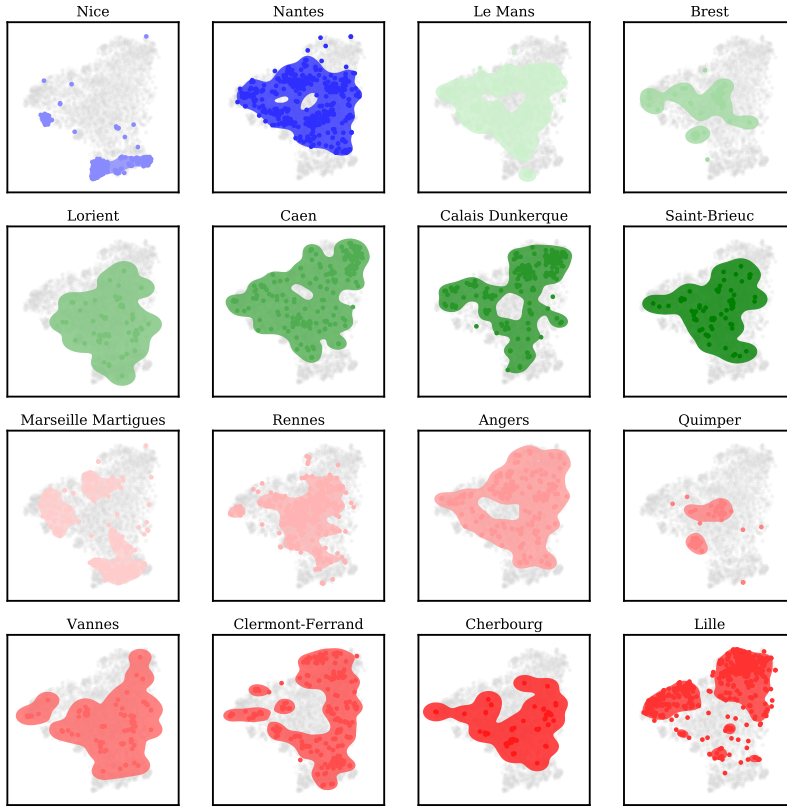 Nice
Nantes
Le Mans
Brest
Lorient
Caen
Calais Dunkerque
Saint-Brieuc
Marseille Martigues
Rennes
Angers
Quimper
Vannes
Clermont-Ferrand
Cherbourg
Lille